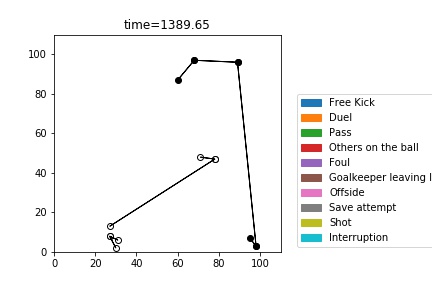 time=1389.65
100
80
60
40
20
0
0 20 40 60 80 100
Free Kick
Duel
Pass
Others on the ball
Foul
Goalkeeper leaving l
Offside
Save attempt
Shot
Interruption